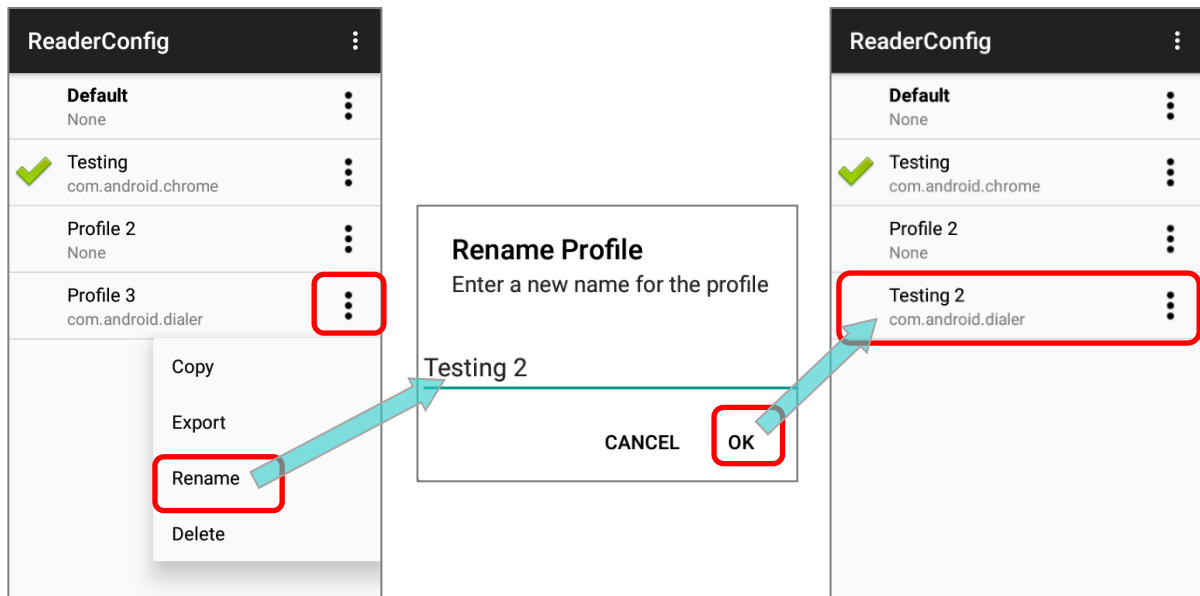 ReaderConfig
Default
None
Testing
com.android.chrome
Profile 2
None
Profile 3
com.android.dialer
Copy
Export
Rename
Delete
Rename Profile
Enter a new name for the profile
Testing 2
CANCEL OK
ReaderConfig
Default
None
Testing
com.android.chrome
Profile 2
None
Testing 2
com.android.dialer